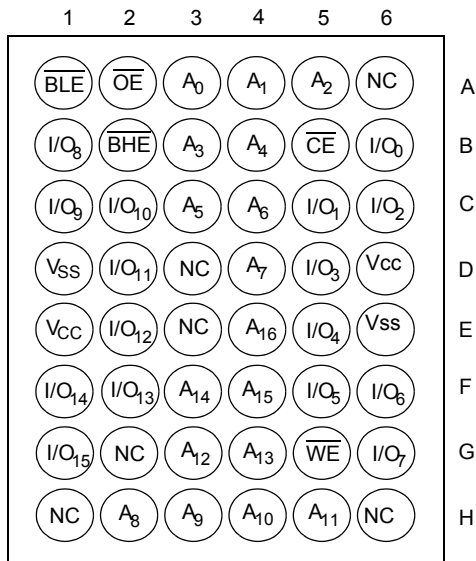 1 2 3 4 5 6
BLE OE A0 A1 A2 NC A
I/O8 BHE A3 A4 CE I/O0 B
I/O9 I/O10 A5 A6 I/O1 I/O2 C
VSS I/O11 NC A7 I/O3 Vcc D
VCC I/O12 NC A16 I/O4 Vss E
I/O14 I/O13 A14 A15 I/O5 I/O6 F
I/O15 NC A12 A13 WE I/O7 G
NC A8 A9 A10 A11 NC H